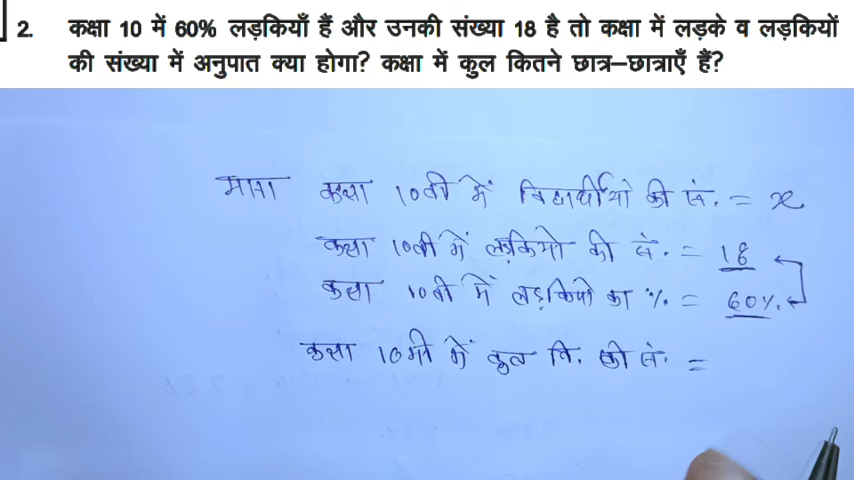 2. कक्षा 10 में 60% लड़कियाँ हैं और उनकी संख्या 18 है तो कक्षा में लड़के व लड़कियों
की संख्या में अनुपात क्या होगा? कक्षा में कुल कितने छात्र–छात्राएँ हैं?
माना कक्षा 10वी में विद्यार्थीयो की सं. = x
कक्षा 10वी में लड़कियो की सं. = 18
कक्षा 10वी में लड़कियो का % = 60%
कक्षा 10वी में कुल वि. की सं. =